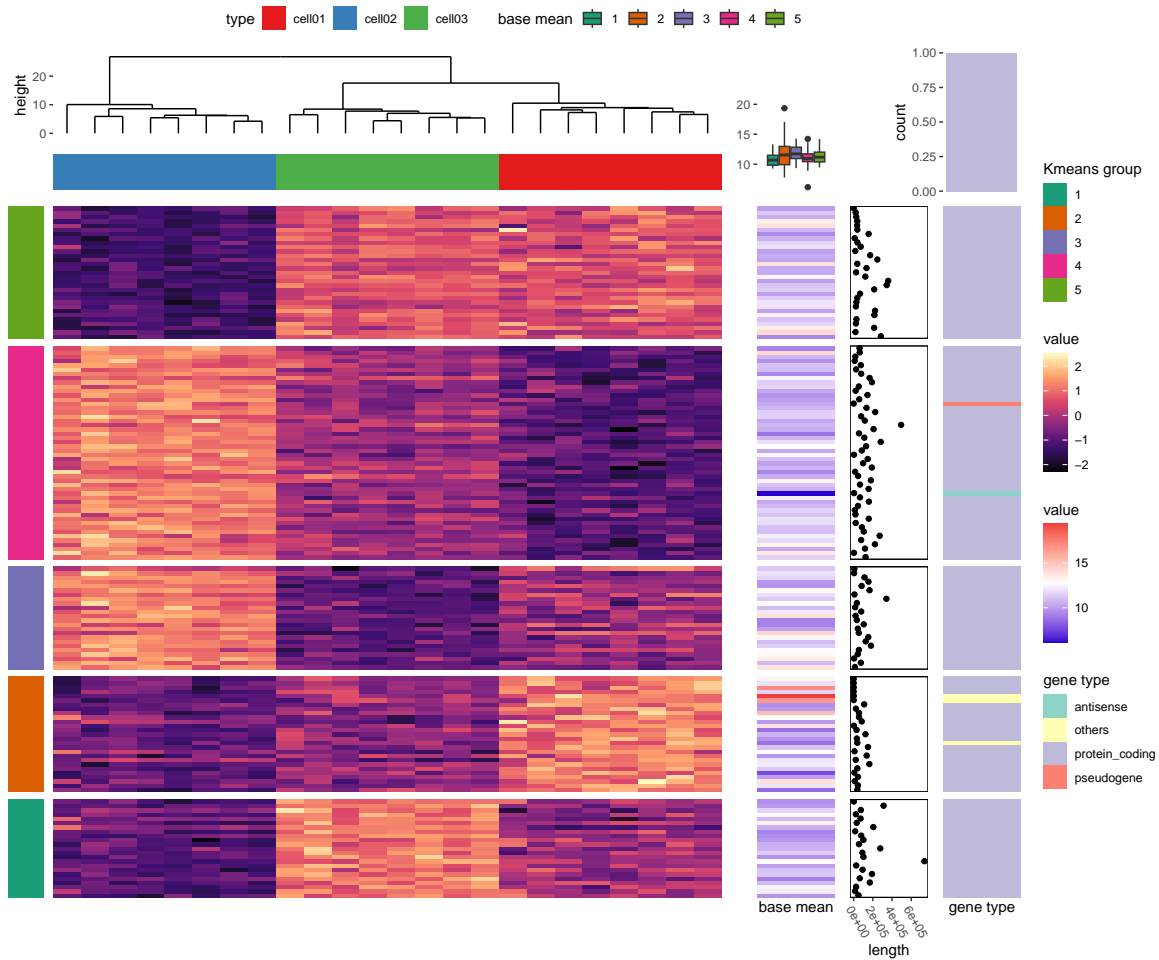 type cell01 cell02 cell03 base mean 1 2 3 4 5
height
20
10
0
20
15
10
count
1.00
0.75
0.50
0.25
0.00
Kmeans group
1
2
3
4
5
value
2
1
0
−1
−2
value
15
10
gene type
antisense
others
protein_coding
pseudogene
base mean
0e+00
2e+05
4e+05
6e+05
length
gene type